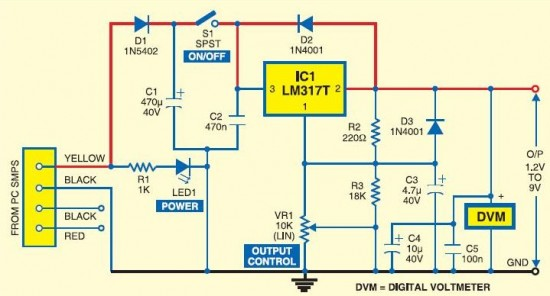 D1
1N5402
S1
SPST
ON/OFF
D2
1N4001
IC1
LM317T
3
2
1
C1
470µ
40V
C2
470n
R2
220Ω
D3
1N4001
O/P
1.2V
TO
9V
FROM PC SMPS
YELLOW
BLACK
BLACK
RED
R1
1K
LED1
POWER
R3
18K
C3
4.7µ
40V
VR1
10K
(LIN)
OUTPUT
CONTROL
+
DVM
C4
10µ
40V
C5
100n
GND
DVM = DIGITAL VOLTMETER